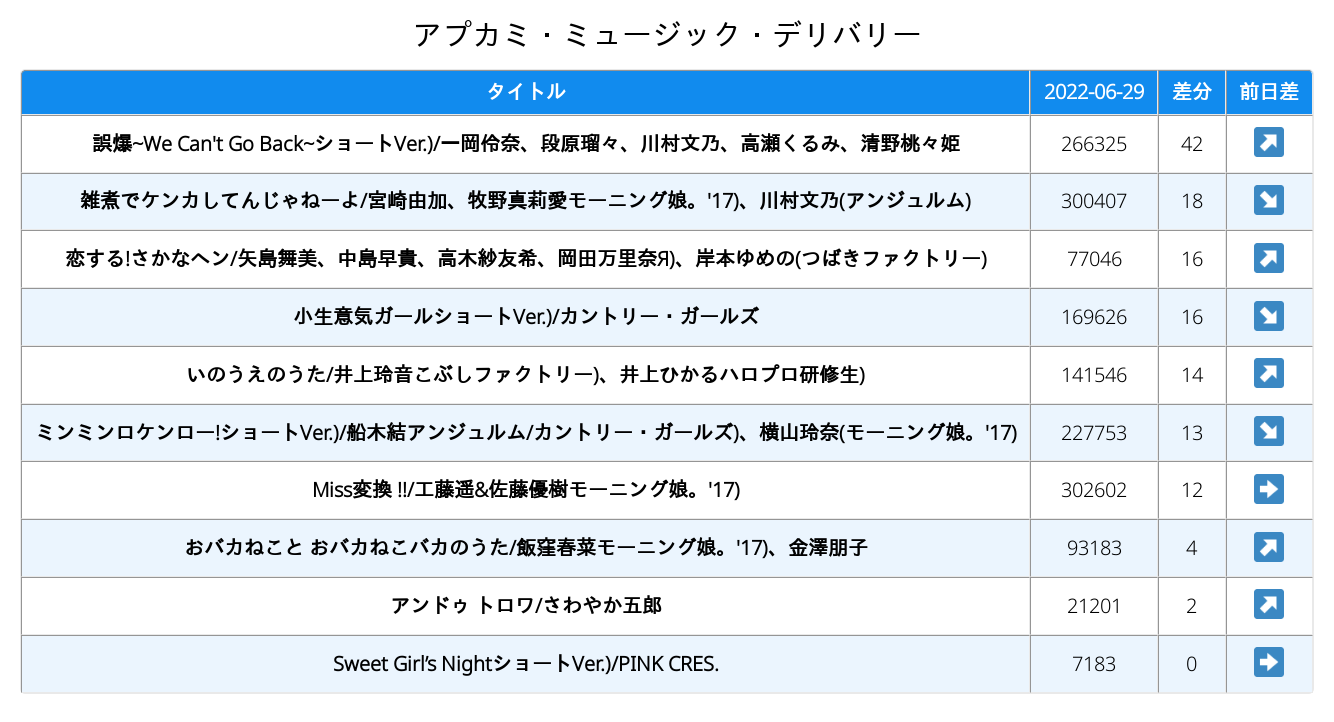 アプカミ・ミュージック・デリバリー
タイトル 2022-06-29 差分 前日差
誤爆~We Can't Go Back~ショートVer.)/一岡伶奈、段原瑠々、川村文乃、高瀬くるみ、清野桃々姫 266325 42 ↗
雑煮でケンカしてんじゃねーよ/宮崎由加、牧野真莉愛モーニング娘。'17)、川村文乃(アンジュルム) 300407 18 ↘
恋する!さかなヘン/矢島舞美、中島早貴、高木紗友希、岡田万里奈Я)、岸本ゆめの(つばきファクトリー) 77046 16 ↗
小生意気ガールショートVer.)/カントリー・ガールズ 169626 16 ↘
いのうえのうた/井上玲音こぶしファクトリー)、井上ひかるハロプロ研修生) 141546 14 ↗
ミンミンロケンロー!ショートVer.)/船木結アンジュルム/カントリー・ガールズ)、横山玲奈(モーニング娘。'17) 227753 13 ↘
Miss変換 !!/工藤遥&佐藤優樹モーニング娘。'17) 302602 12 ➡
おバカねこと おバカねこバカのうた/飯窪春菜モーニング娘。'17)、金澤朋子 93183 4 ↗
アンドゥ トロワ/さわやか五郎 21201 2 ↗
Sweet Girl’s NightショートVer.)/PINK CRES. 7183 0 ➡